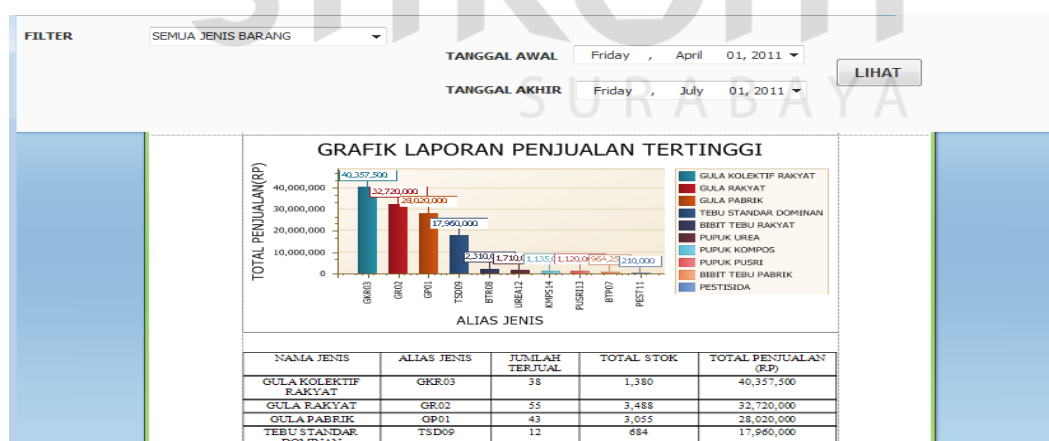 FILTER SEMUA JENIS BARANG
TANGGAL AWAL Friday , April 01, 2011
TANGGAL AKHIR Friday , July 01, 2011
LIHAT
SURABAYA
GRAFIK LAPORAN PENJUALAN TERTINGGI
TOTAL PENJUALAN(RP)
40,000,000
30,000,000
20,000,000
10,000,000
0
40,357,500
32,720,000
28,020,000
17,960,000
210,000
GKR03
GR02
GP01
TSD09
BTR08
UREA12
KMPS14
PUSRI13
BTP07
PEST11
ALIAS JENIS
GULA KOLEKTIF RAKYAT
GULA RAKYAT
GULA PABRIK
TEBU STANDAR DOMINAN
BIBIT TEBU RAKYAT
PUPUK UREA
PUPUK KOMPOS
PUPUK PUSRI
BIBIT TEBU PABRIK
PESTISIDA
NAMA JENIS ALIAS JENIS JUMLAH TERJUAL TOTAL STOK TOTAL PENJUALAN (RP)
GULA KOLEKTIF RAKYAT GKR03 38 1,380 40,357,500
GULA RAKYAT GR02 55 3,488 32,720,000
GULA PABRIK GP01 43 3,055 28,020,000
TEBU STANDAR TSD09 12 684 17,960,000